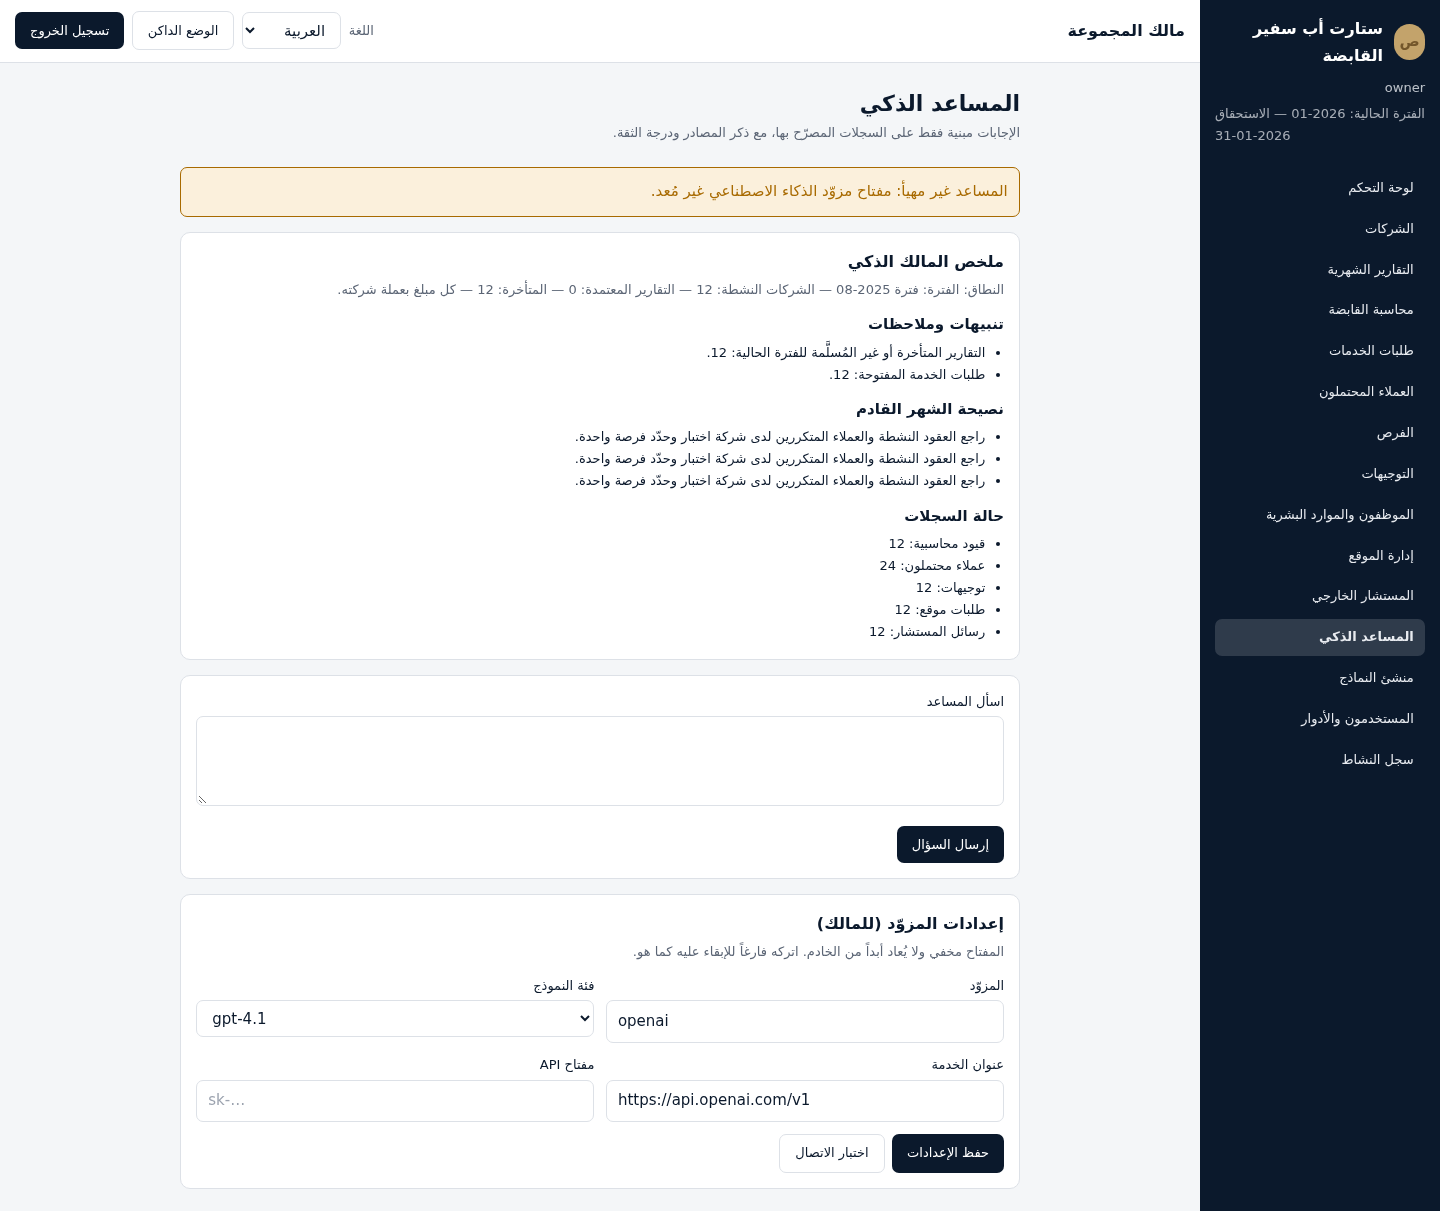 ص
ستارت أب سفير القابضة
owner
الفترة الحالية: 2026-01 — الاستحقاق
31-01-2026
لوحة التحكم
الشركات
التقارير الشهرية
محاسبة القابضة
طلبات الخدمات
العملاء المحتملون
الفرص
التوجيهات
الموظفون والموارد البشرية
إدارة الموقع
المستشار الخارجي
المساعد الذكي
منشئ النماذج
المستخدمون والأدوار
سجل النشاط
مالك المجموعة
اللغة
العربية
الوضع الداكن
تسجيل الخروج
المساعد الذكي
الإجابات مبنية فقط على السجلات المصرّح بها، مع ذكر المصادر ودرجة الثقة.
المساعد غير مهيأ: مفتاح مزوّد الذكاء الاصطناعي غير مُعد.
ملخص المالك الذكي
النطاق: الفترة: فترة 2025-08 — الشركات النشطة: 12 — التقارير المعتمدة: 0 — المتأخرة: 12 — كل مبلغ بعملة شركته.
تنبيهات وملاحظات
• التقارير المتأخرة أو غير المُسلَّمة للفترة الحالية: 12.
• طلبات الخدمة المفتوحة: 12.
نصيحة الشهر القادم
• راجع العقود النشطة والعملاء المتكررين لدى شركة اختبار وحدّد فرصة واحدة.
• راجع العقود النشطة والعملاء المتكررين لدى شركة اختبار وحدّد فرصة واحدة.
• راجع العقود النشطة والعملاء المتكررين لدى شركة اختبار وحدّد فرصة واحدة.
حالة السجلات
• قيود محاسبية: 12
• عملاء محتملون: 24
• توجيهات: 12
• طلبات موقع: 12
• رسائل المستشار: 12
اسأل المساعد
إرسال السؤال
إعدادات المزوّد (للمالك)
المفتاح مخفي ولا يُعاد أبداً من الخادم. اتركه فارغاً للإبقاء عليه كما هو.
المزوّد
openai
فئة النموذج
gpt-4.1
عنوان الخدمة
https://api.openai.com/v1
مفتاح API
sk-…
حفظ الإعدادات
اختبار الاتصال